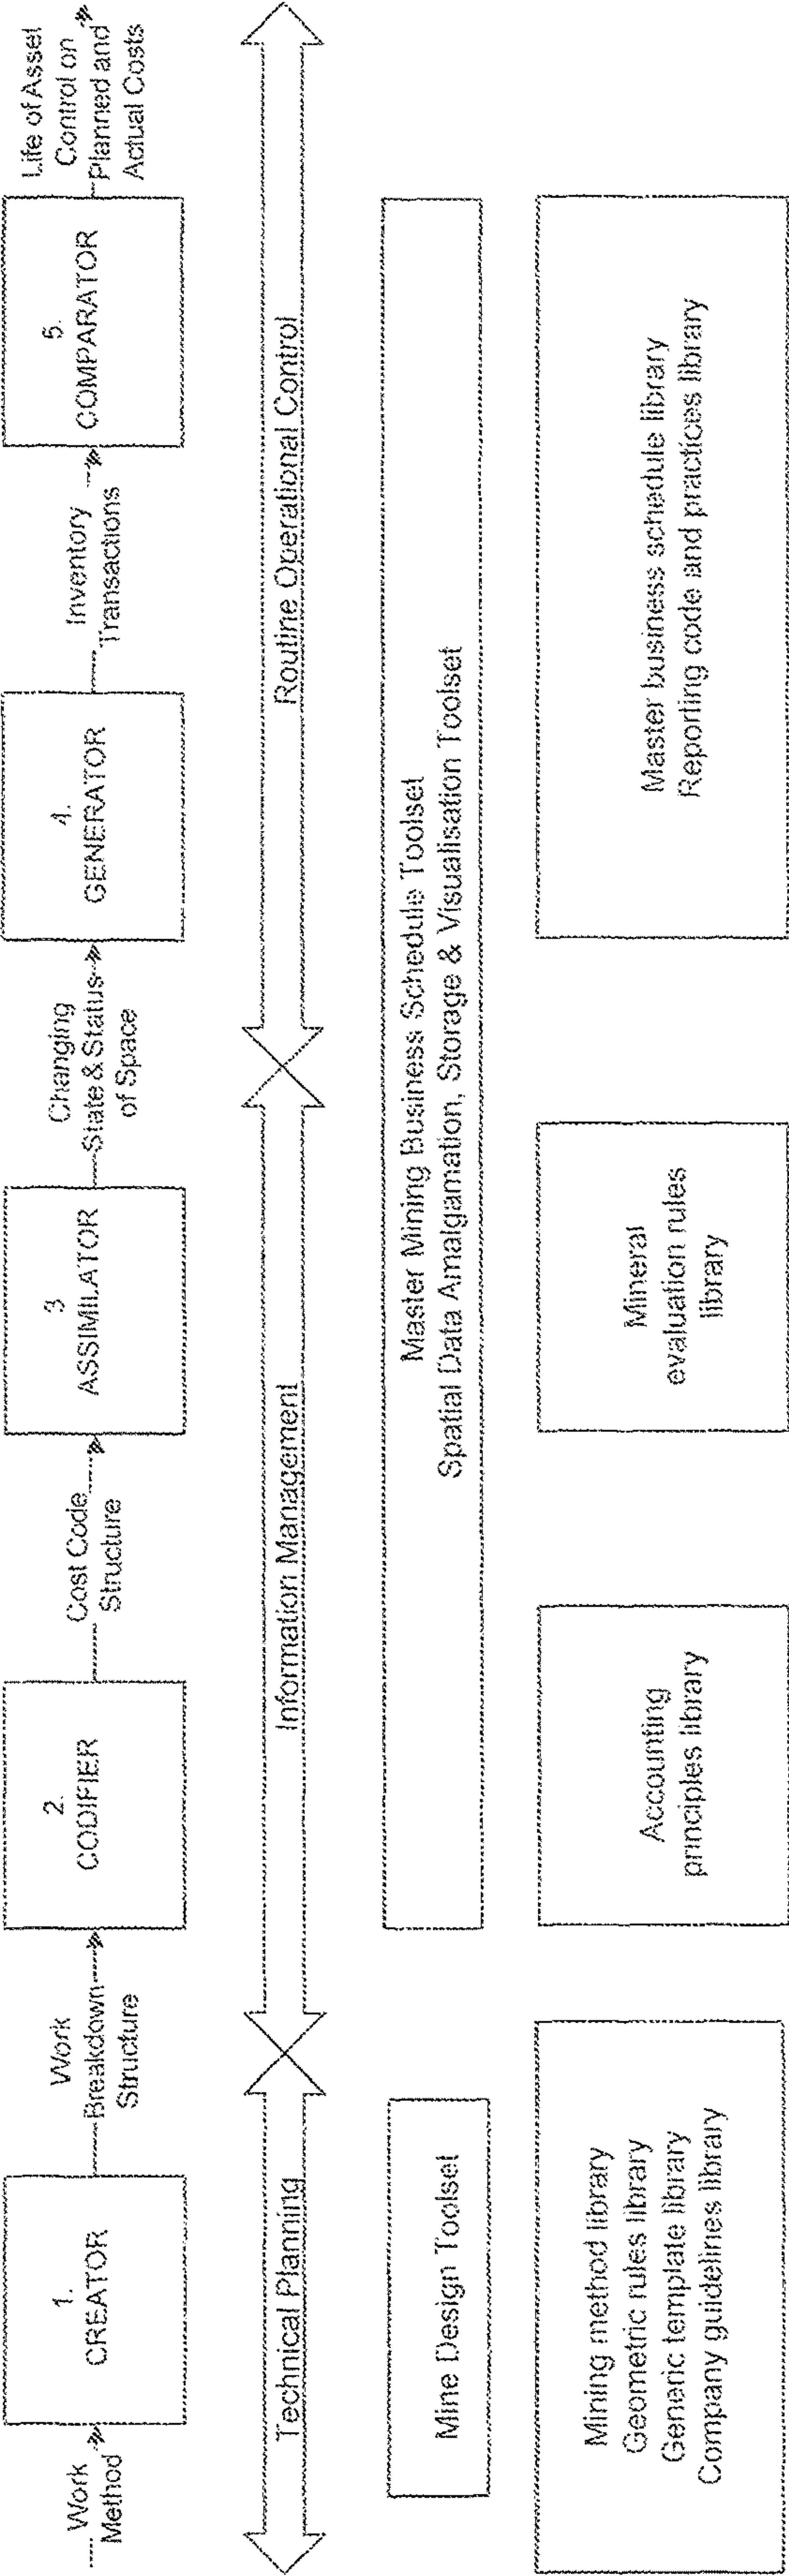 Work
Method
1.
CREATOR
Work
Breakdown
Structure
2.
CODIFIER
Cost Code
Structure
3
ASSIMILATOR
Changing
State & Status
of Space
4.
GENERATOR
Inventory
Transactions
5.
COMPARATOR
Life of Asset
Control on
Planned and
Actual Costs
Technical Planning
Information Management
Routine Operational Control
Mine Design Toolset
Master Mining Business Schedule Toolset
Spatial Data Amalgamation, Storage & Visualisation Toolset
Mining method library
Geometric rules library
Generic template library
Company guidelines library
Accounting
principles library
Mineral
evaluation rules
library
Master business schedule library
Reporting code and practices library